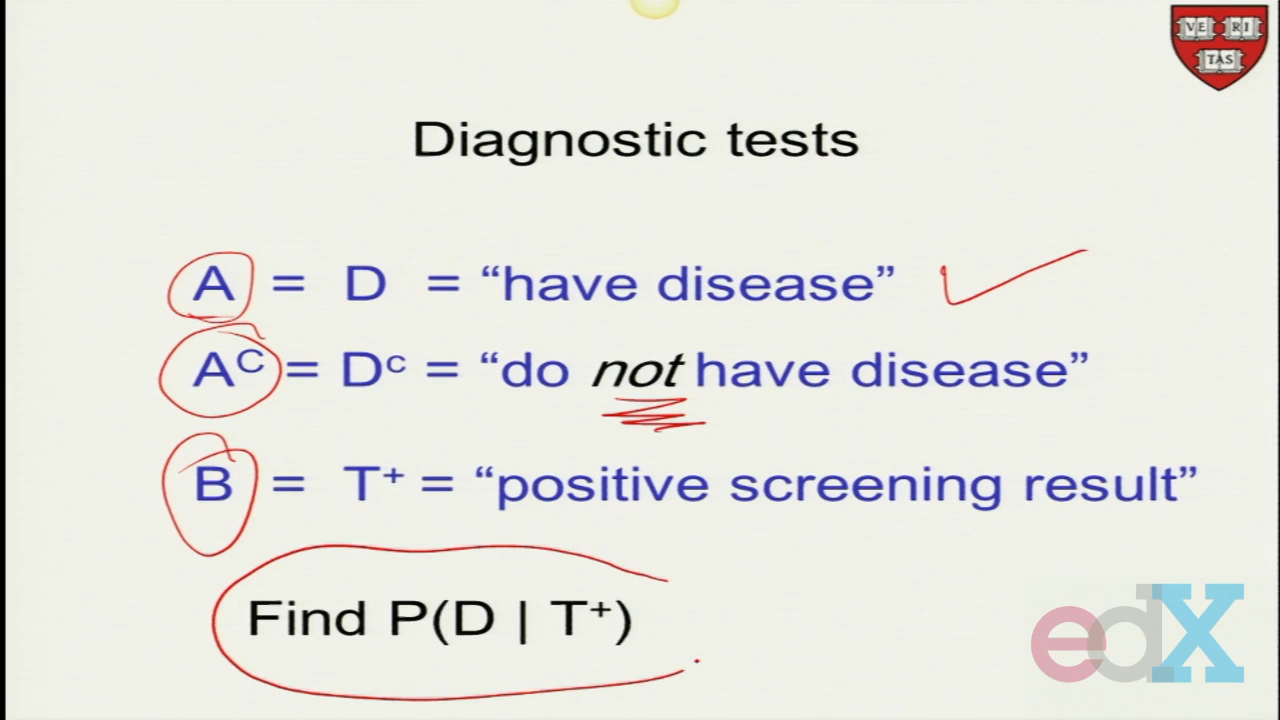 VE RI
TAS
Diagnostic tests
A = D = “have disease”
Aᶜ = Dᶜ = “do not have disease”
B = T⁺ = “positive screening result”
Find P(D | T⁺)
edX